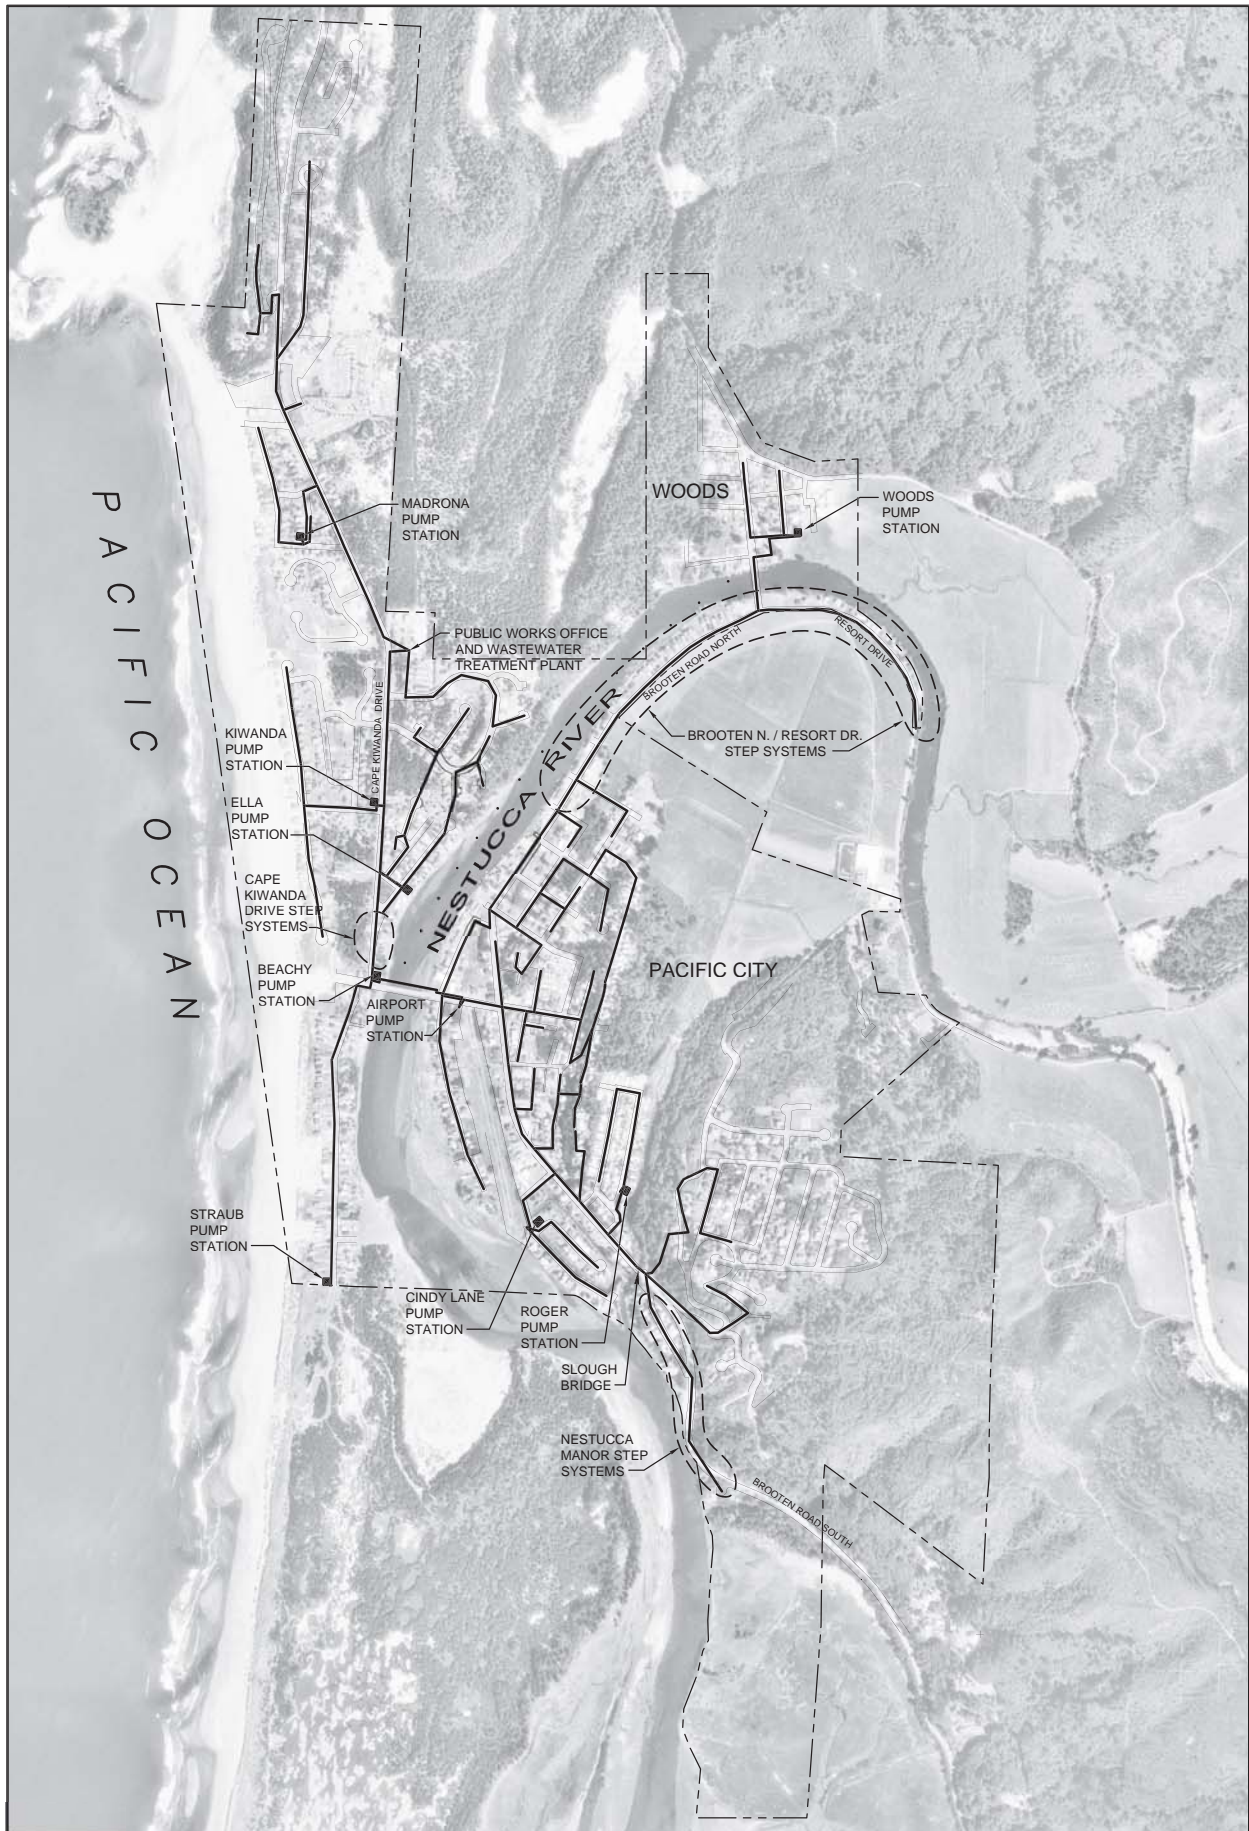 MADRONA
PUMP
STATION
WOODS
WOODS
PUMP
STATION
PACIFIC OCEAN
PUBLIC WORKS OFFICE
AND WASTEWATER
TREATMENT PLANT
BROOTEN ROAD NORTH
RESORT DRIVE
NESTUCCA RIVER
CAPE KIWANDA DRIVE
KIWANDA
PUMP
STATION
BROOTEN N. / RESORT DR.
STEP SYSTEMS
ELLA
PUMP
STATION
CAPE
KIWANDA
DRIVE STEP
SYSTEMS
PACIFIC CITY
BEACHY
PUMP
STATION
AIRPORT
PUMP
STATION
STRAUB
PUMP
STATION
CINDY LANE
PUMP
STATION
ROGER
PUMP
STATION
SLOUGH
BRIDGE
NESTUCCA
MANOR STEP
SYSTEMS
BROOTEN ROAD SOUTH